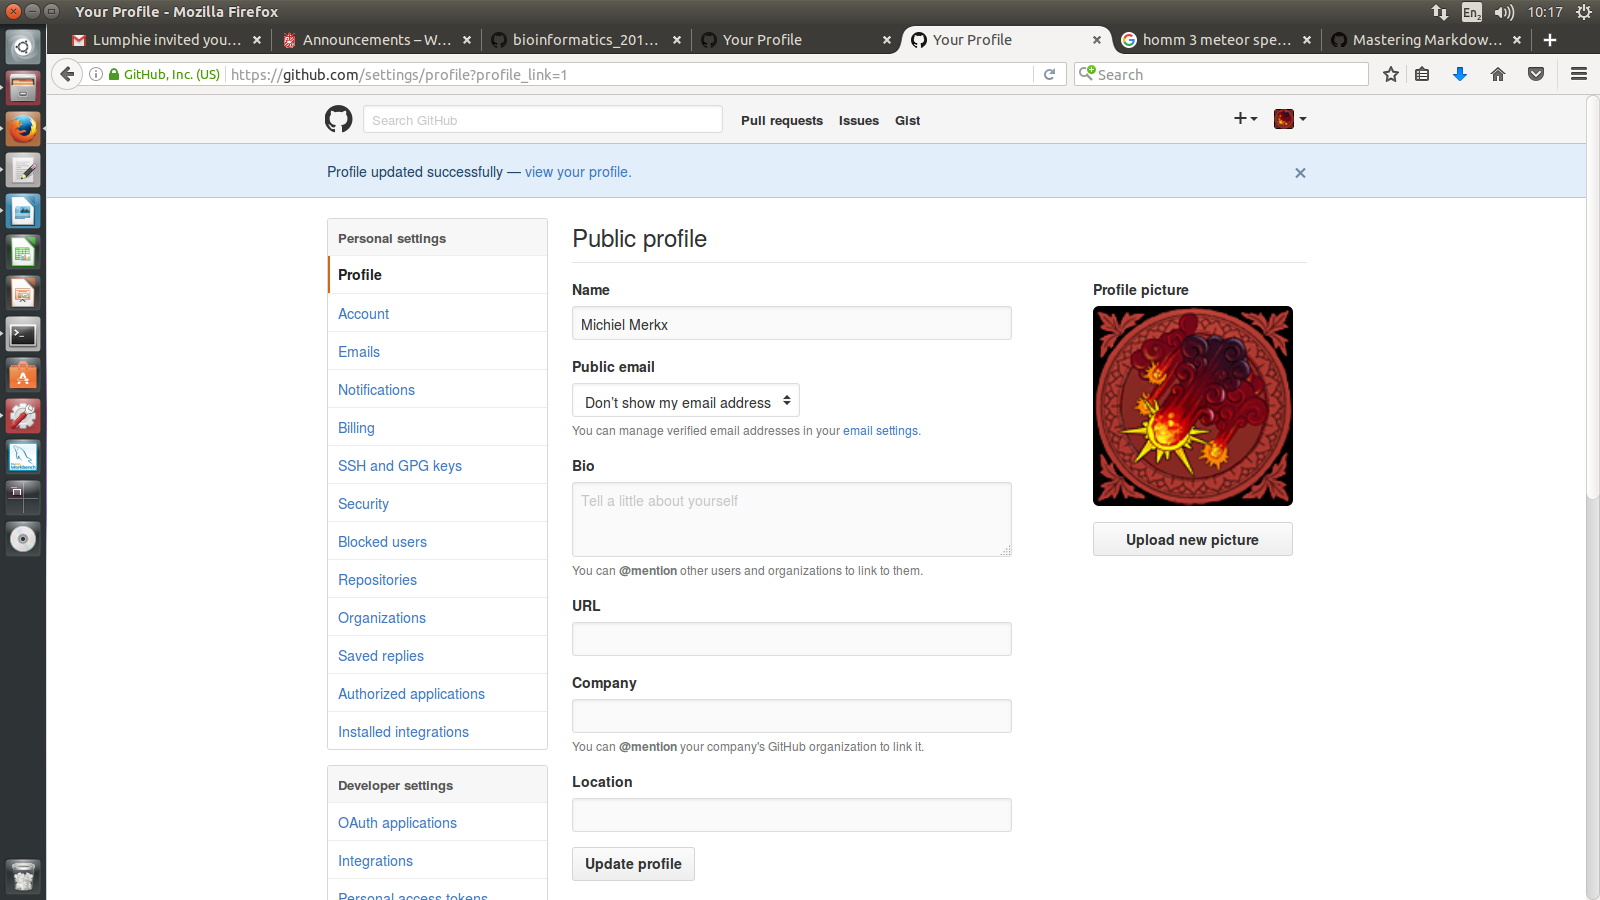 Your Profile - Mozilla Firefox
En2
10:17
Lumphie invited you...
Announcements – W...
bioinformatics_201...
Your Profile
Your Profile
homm 3 meteor spe...
Mastering Markdow...
GitHub, Inc. (US)
https://github.com/settings/profile?profile_link=1
Search
Search GitHub
Pull requests
Issues
Gist
Profile updated successfully — view your profile.
Personal settings
Profile
Account
Emails
Notifications
Billing
SSH and GPG keys
Security
Blocked users
Repositories
Organizations
Saved replies
Authorized applications
Installed integrations
Developer settings
OAuth applications
Integrations
Personal access tokens
Public profile
Name
Michiel Merkx
Public email
Don't show my email address
You can manage verified email addresses in your email settings.
Bio
Tell a little about yourself
You can @mention other users and organizations to link to them.
URL
Company
You can @mention your company's GitHub organization to link it.
Location
Update profile
Profile picture
Upload new picture